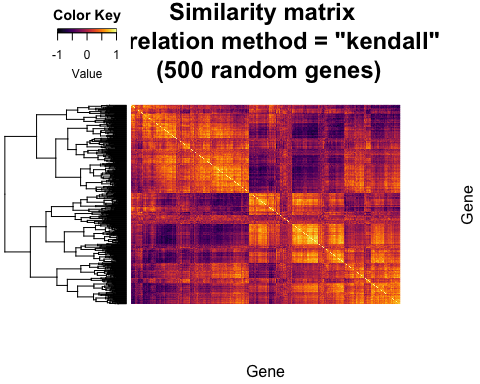 Similarity matrix
relation method = "kendall"
(500 random genes)
Color Key
-1 0 1
Value
Gene
Gene